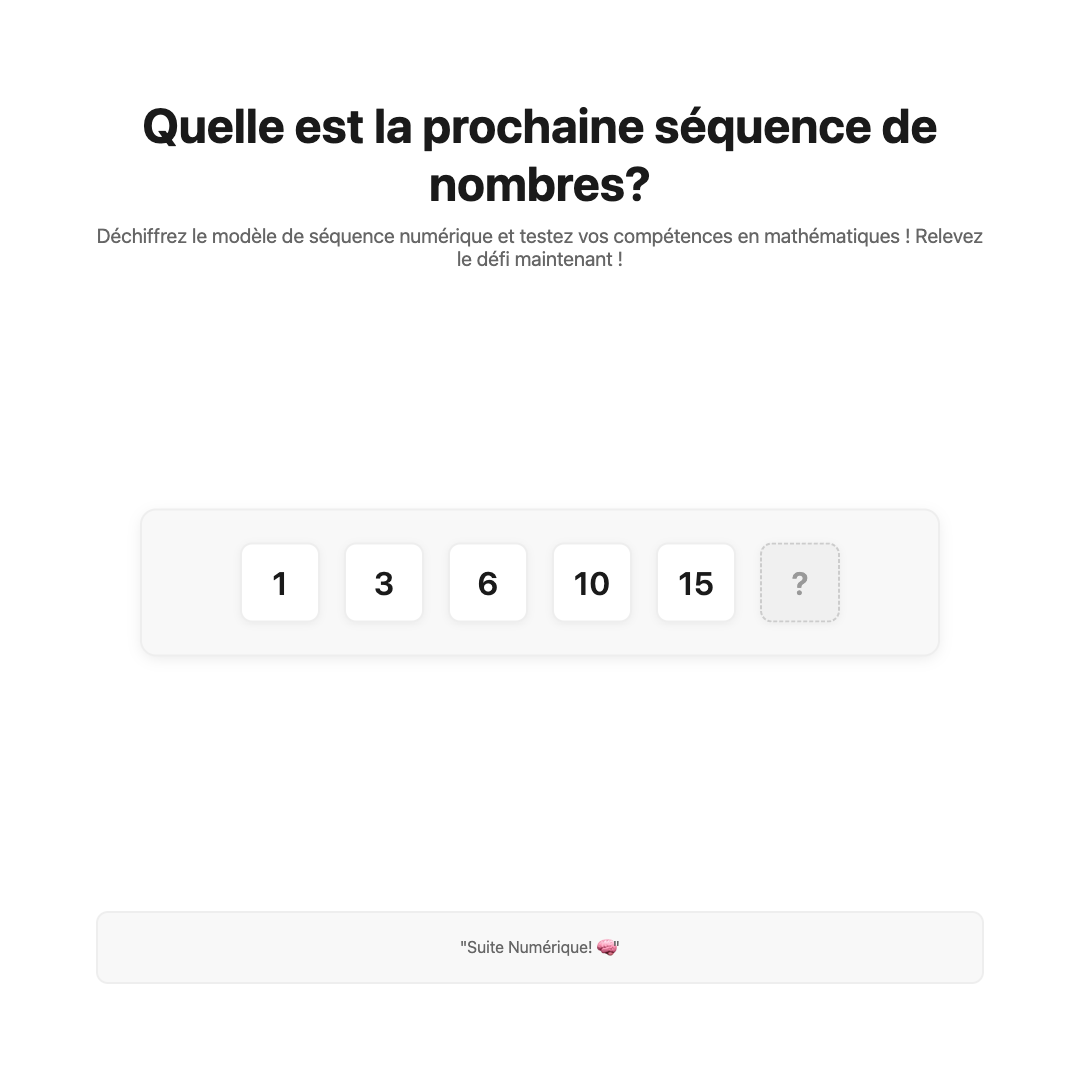 Quelle est la prochaine séquence de
nombres?
Déchiffrez le modèle de séquence numérique et testez vos compétences en mathématiques ! Relevez
le défi maintenant !
1 3 6 10 15 ?
"Suite Numérique! 🧠"